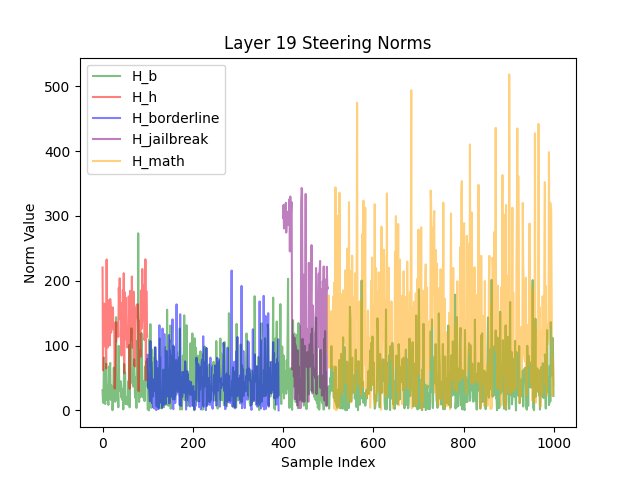 Layer 19 Steering Norms
H_b
H_h
H_borderline
H_jailbreak
H_math
Norm Value
500
400
300
200
100
0
0
200
400
600
800
1000
Sample Index